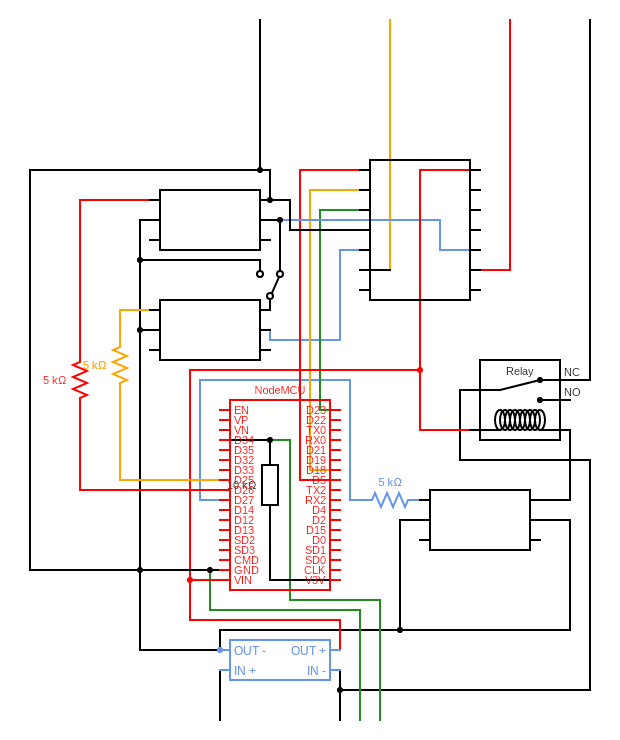 Relay
NC
NO
5 kΩ
5 kΩ
NodeMCU
EN
D23
VP
D22
VN
TX0
D34
RX0
D35
D21
D32
D19
D33
D18
D25
D5
D26
TX2
D27
RX2
D14
D4
D12
D2
D13
D15
SD2
D0
SD3
SD1
CMD
SD0
GND
CLK
VIN
V3V
5 kΩ
OUT -
OUT +
IN +
IN -